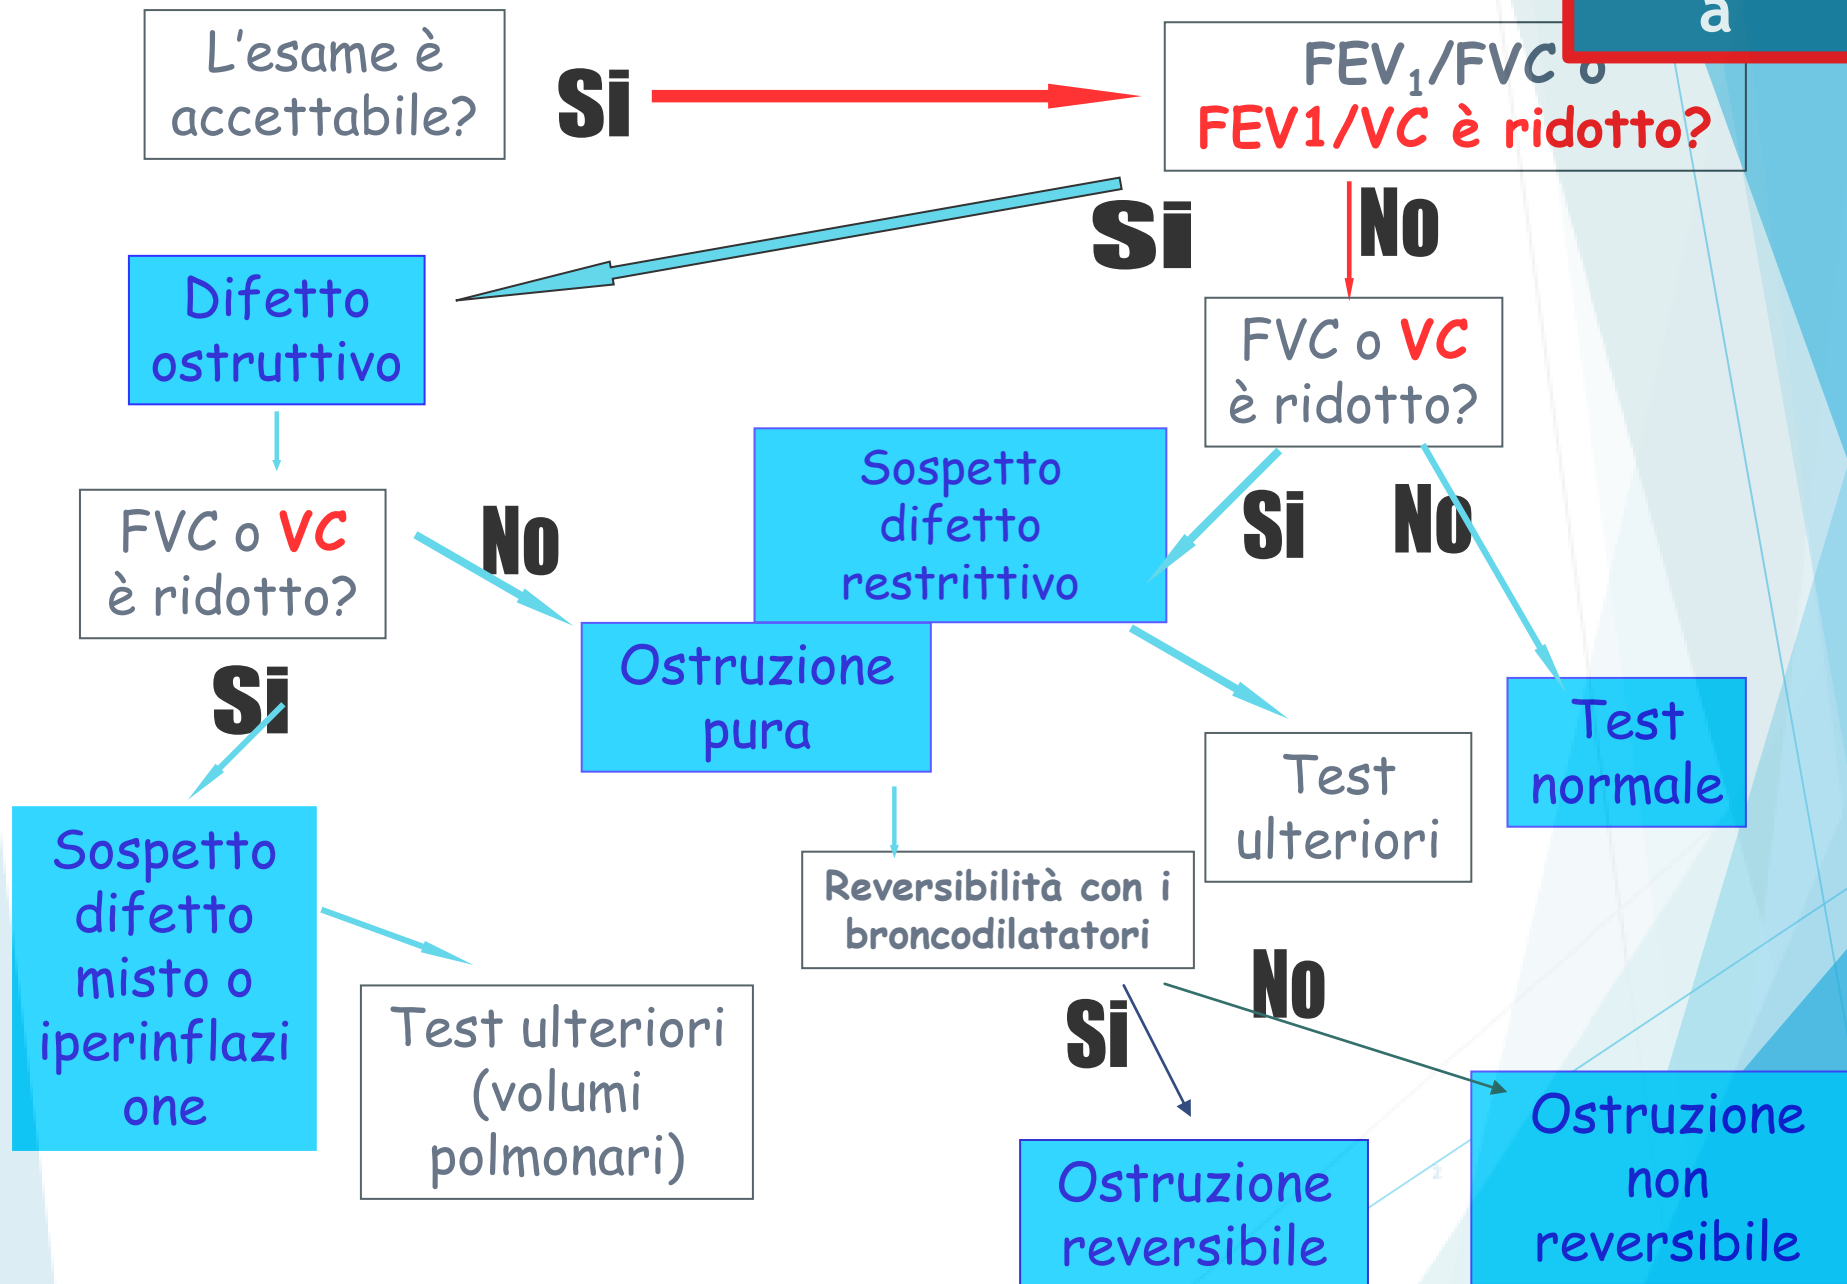 a
L'esame è
accettabile?
Si
FEV1/FVC o
FEV1/VC è ridotto?
Si
No
Difetto
ostruttivo
FVC o VC
è ridotto?
Sospetto
difetto
restrittivo
Si
No
FVC o VC
è ridotto?
No
Ostruzione
pura
Si
Test
normale
Test
ulteriori
Sospetto
difetto
misto o
iperinflazi
one
Reversibilità con i
broncodilatatori
Test ulteriori
(volumi
polmonari)
Si
No
Ostruzione
reversibile
Ostruzione
non
reversibile